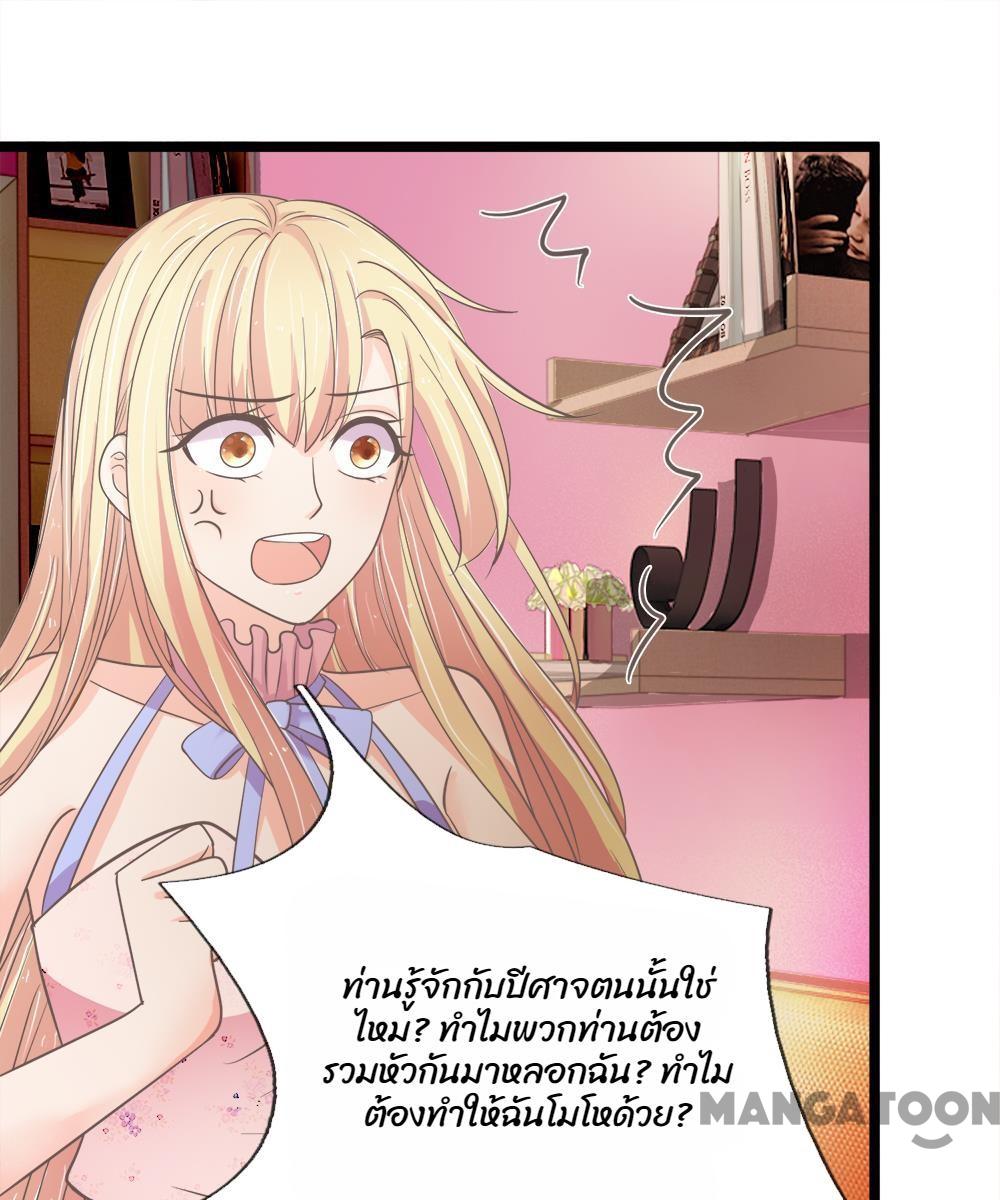 ท่านรู้จักกับปีศาจตนนั้นใช่
ไหม? ทำไมพวกท่านต้อง
รวมหัวกันมาหลอกฉัน? ทำไม
ต้องทำให้ฉันโมโหด้วย?
MANGATOON